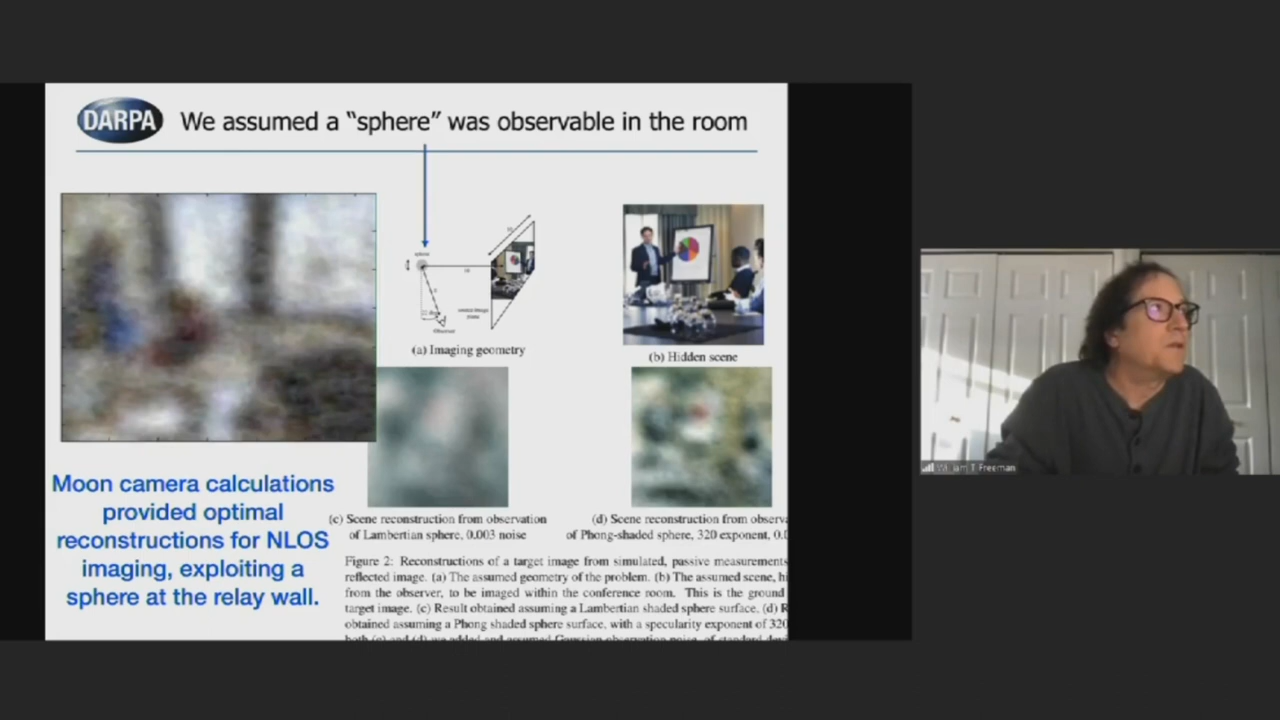 DARPA
We assumed a “sphere” was observable in the room
sphere
Observer
(a) Imaging geometry
(b) Hidden scene
Moon camera calculations
provided optimal
reconstructions for NLOS
imaging, exploiting a
sphere at the relay wall.
(c) Scene reconstruction from observation
of Lambertian sphere, 0.003 noise
(d) Scene reconstruction from observa
of Phong-shaded sphere, 320 exponent, 0.
Figure 2: Reconstructions of a target image from simulated, passive measurements
reflected image. (a) The assumed geometry of the problem. (b) The assumed scene, hi
from the observer, to be imaged within the conference room. This is the ground
target image. (c) Result obtained assuming a Lambertian shaded sphere surface. (d) R
obtained assuming a Phong shaded sphere surface, with a specularity exponent of 320
both (c) and (d) we added and assumed Gaussian observation noise, of standard devi
William T Freeman